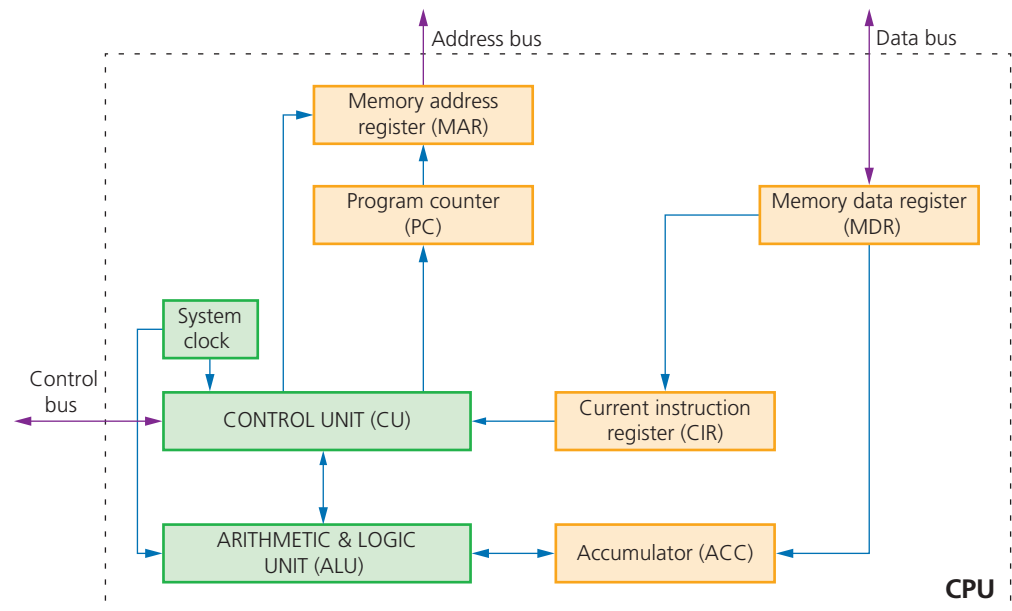 Address bus
Data bus
Memory address
register (MAR)
Program counter
(PC)
Memory data register
(MDR)
System
clock
Control
bus
CONTROL UNIT (CU)
Current instruction
register (CIR)
ARITHMETIC & LOGIC
UNIT (ALU)
Accumulator (ACC)
CPU